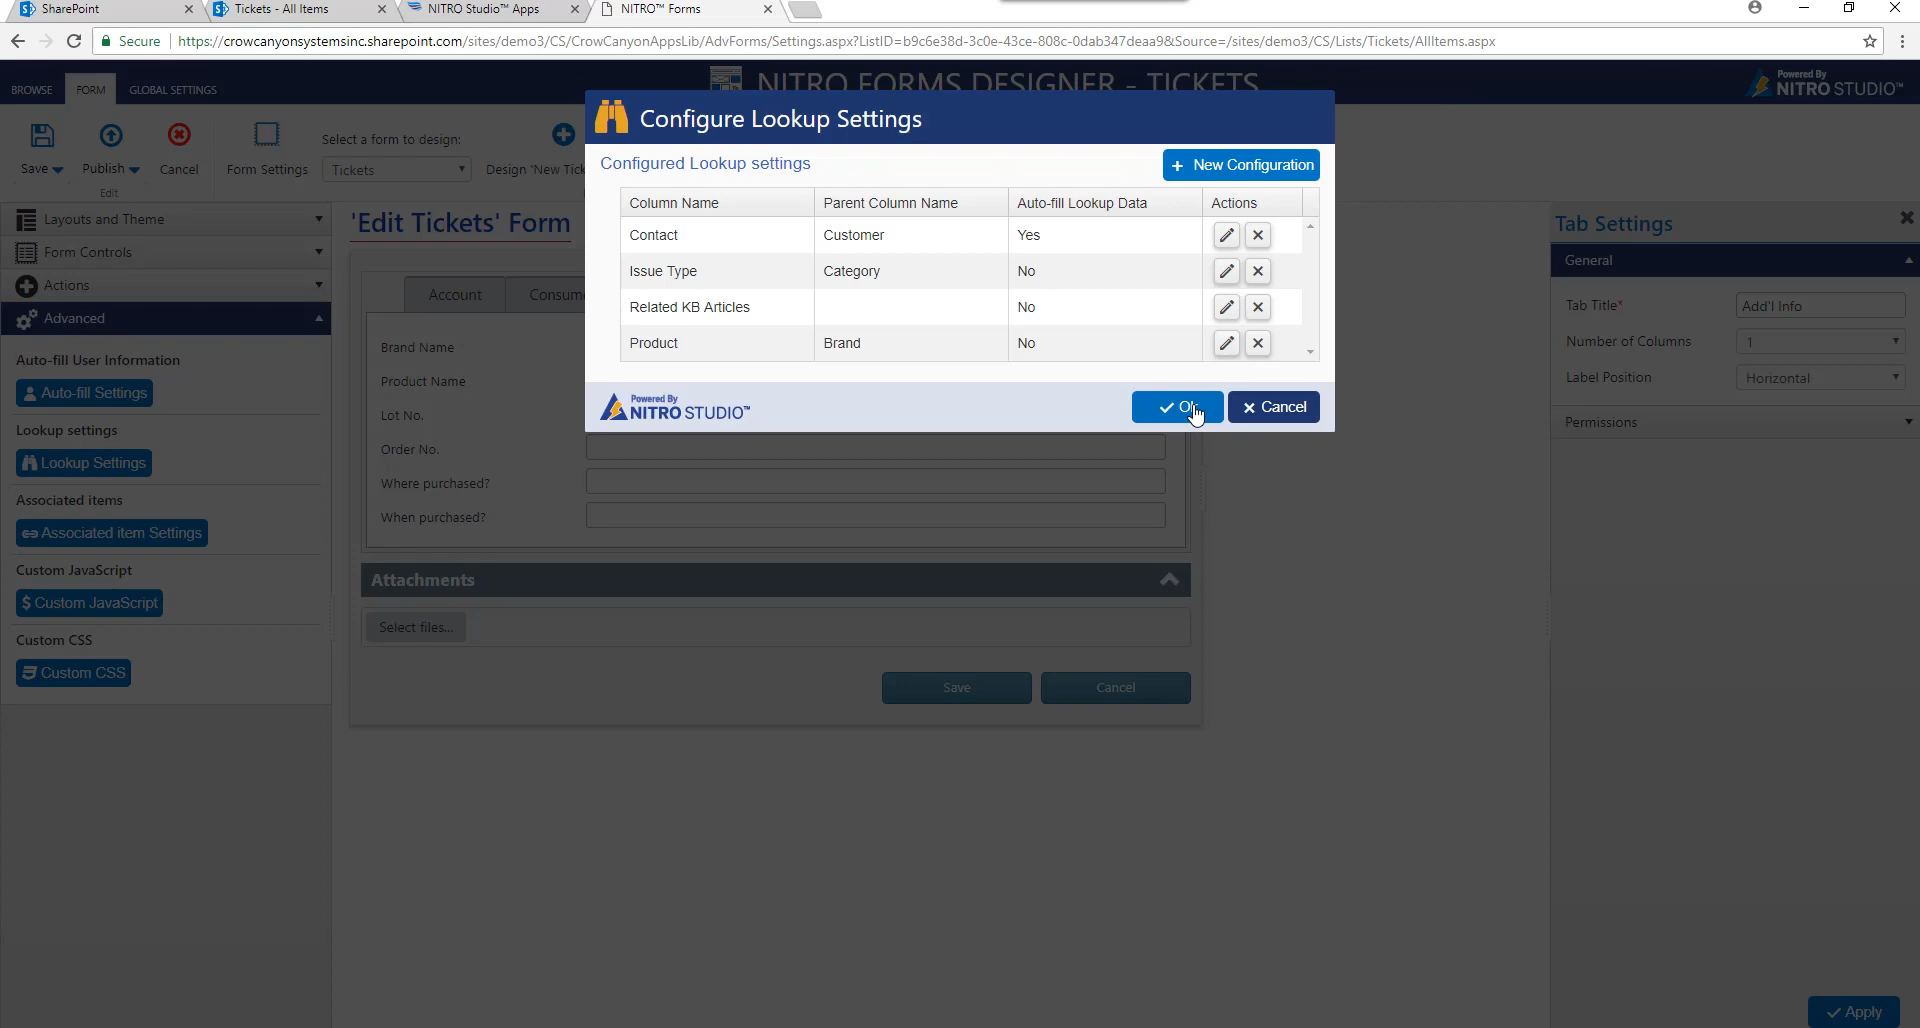 SharePoint
Tickets - All Items
NITRO Studio™ Apps
NITRO™ Forms
Secure
https://crowcanyonsystemsinc.sharepoint.com/sites/demo3/CS/CrowCanyonAppsLib/AdvForms/Settings.aspx?ListID=b9c6e38d-3c0e-43ce-808c-0dab347deaa9&Source=/sites/demo3/CS/Lists/Tickets/AllItems.aspx
BROWSE
FORM
GLOBAL SETTINGS
NITRO FORMS DESIGNER - TICKETS
Powered By
NITRO STUDIO™
Save
Publish
Cancel
Edit
Form Settings
Select a form to design:
Tickets
Design "New Tick
Layouts and Theme
Form Controls
Actions
Advanced
Auto-fill User Information
Auto-fill Settings
Lookup settings
Lookup Settings
Associated items
Associated item Settings
Custom JavaScript
$ Custom JavaScript
Custom CSS
Custom CSS
'Edit Tickets' Form
Account
Consum
Brand Name
Product Name
Lot No.
Order No.
Where purchased?
When purchased?
Attachments
Select files...
Save
Cancel
Configure Lookup Settings
Configured Lookup settings
+ New Configuration
Column Name
Parent Column Name
Auto-fill Lookup Data
Actions
Contact
Customer
Yes
Issue Type
Category
No
Related KB Articles
No
Product
Brand
No
Powered By
NITRO STUDIO™
Ok
Cancel
Tab Settings
General
Tab Title*
Add'l Info
Number of Columns
1
Label Position
Horizontal
Permissions
Apply